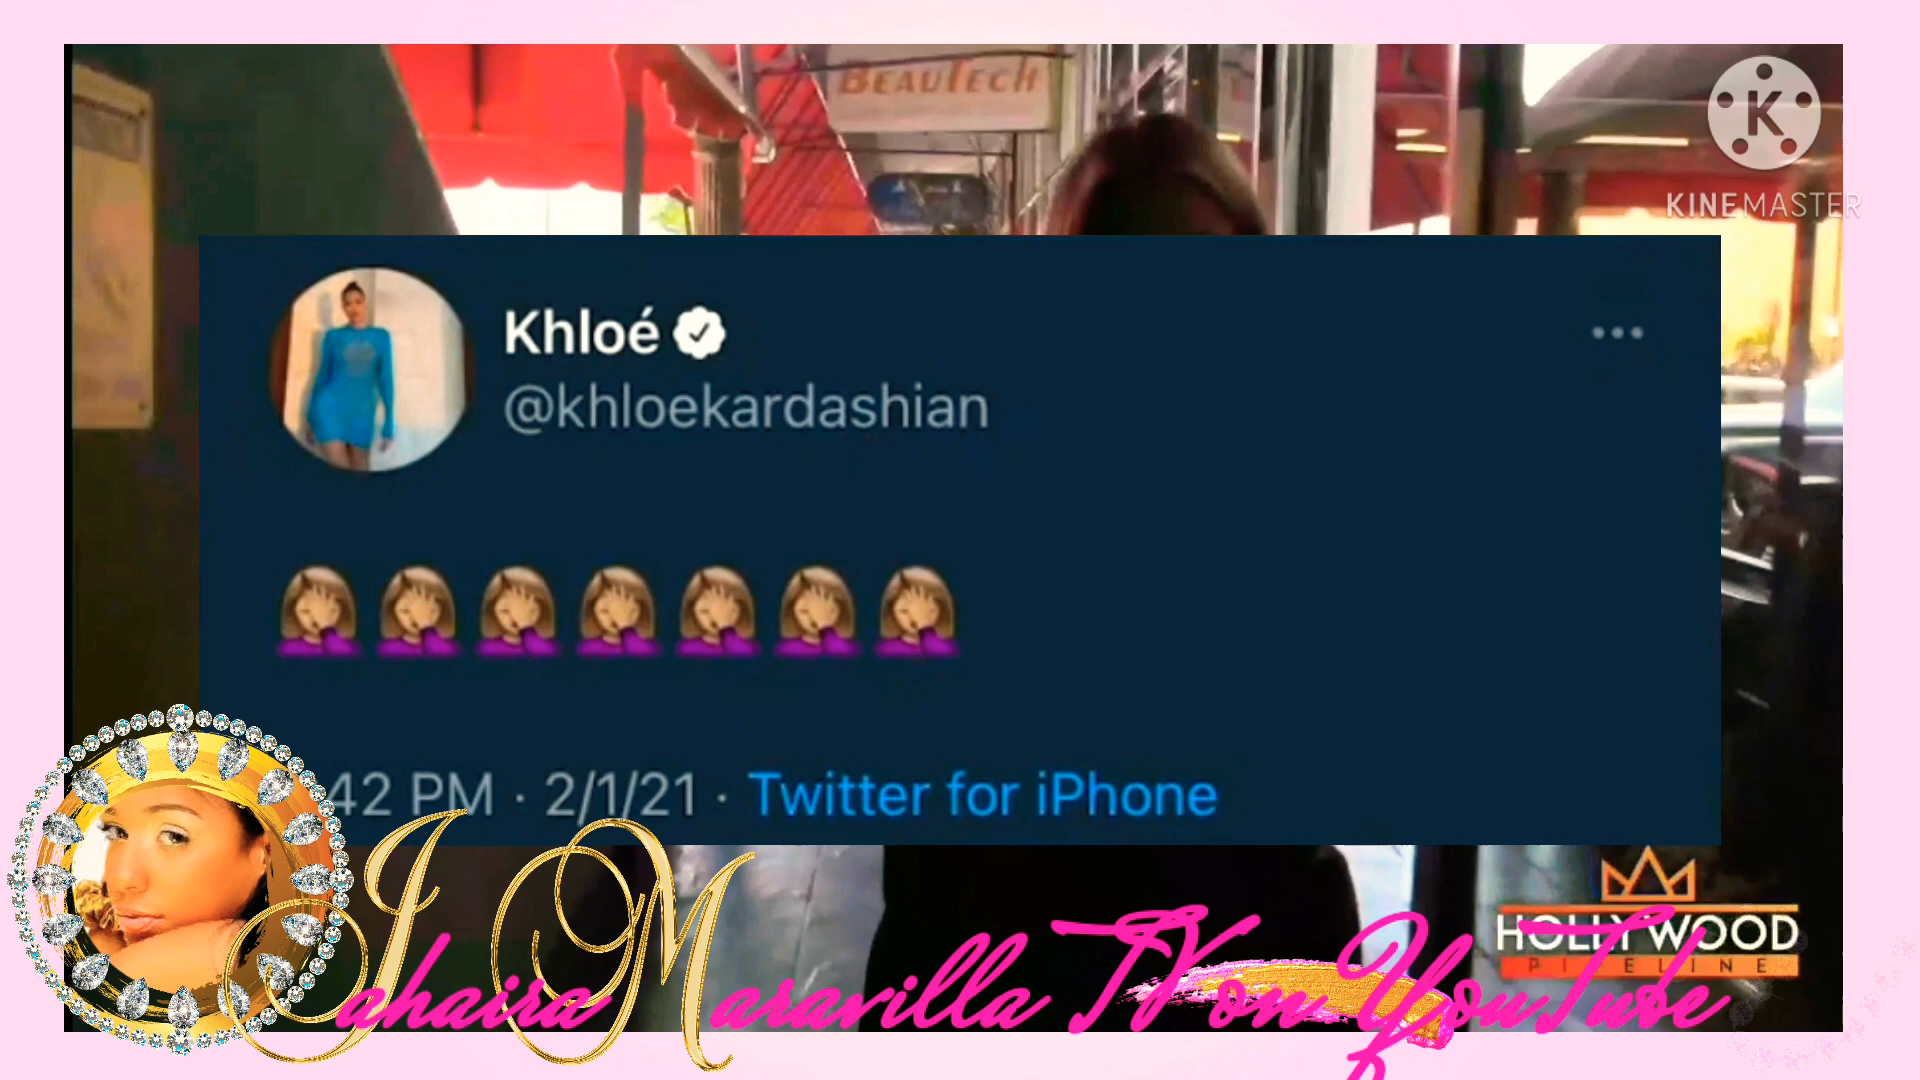 BEAUTECH
K
KINEMASTER
Khloé
@khloekardashian
🤦🏼‍♀️🤦🏼‍♀️🤦🏼‍♀️🤦🏼‍♀️🤦🏼‍♀️🤦🏼‍♀️🤦🏼‍♀️
42 PM · 2/1/21 · Twitter for iPhone
HOLLYWOOD
PIPELINE
Jahaira Maravilla TV on YouTube